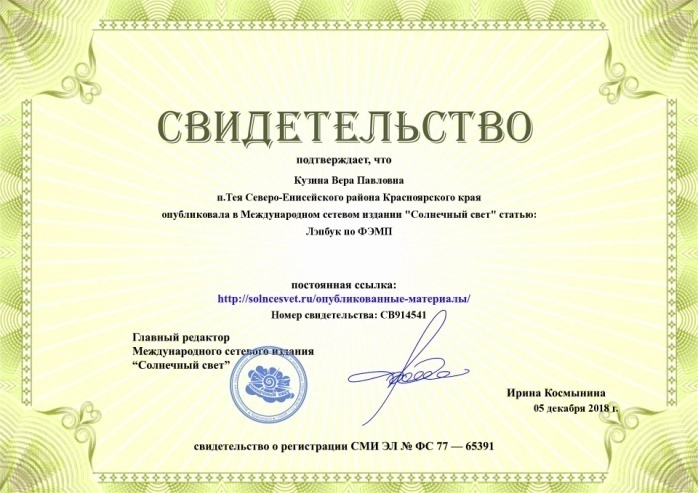 СВИДЕТЕЛЬСТВО
подтверждает, что
Кузина Вера Павловна
п.Тея Северо-Енисейского района Красноярского края
опубликовала в Международном сетевом издании "Солнечный свет" статью:
Лэпбук по ФЭМП
постоянная ссылка:
http://solncesvet.ru/опубликованные-материалы/
Номер свидетельства: СВ914541
Главный редактор
Международного сетевого издания
“Солнечный свет”
Ирина Космынина
05 декабря 2018 г.
свидетельство о регистрации СМИ ЭЛ № ФС 77 — 65391